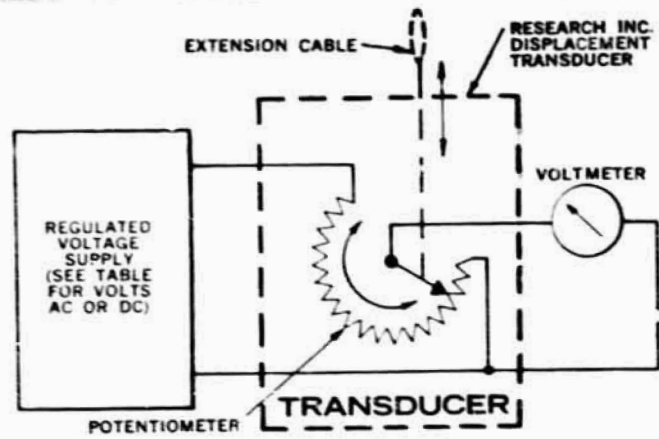 EXTENSION CABLE
RESEARCH INC.
DISPLACEMENT
TRANSDUCER
VOLTMETER
REGULATED
VOLTAGE
SUPPLY
(SEE TABLE
FOR VOLTS
AC OR DC)
TRANSDUCER
POTENTIOMETER